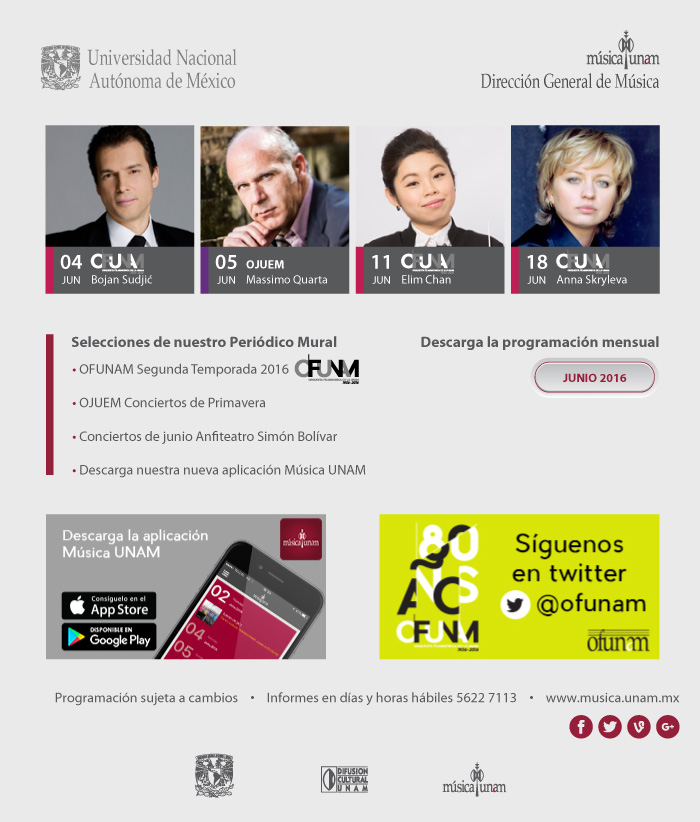 Universidad Nacional
Autónoma de México
música unam
Dirección General de Música
04 OFUNAM
JUN Bojan Sudjić
05 OJUEM
JUN Massimo Quarta
11 OFUNAM
JUN Elim Chan
18 OFUNAM
JUN Anna Skryleva
Selecciones de nuestro Periódico Mural
• OFUNAM Segunda Temporada 2016 OFUNAM
• OJUEM Conciertos de Primavera
• Conciertos de junio Anfiteatro Simón Bolívar
• Descarga nuestra nueva aplicación Música UNAM
Descarga la programación mensual
JUNIO 2016
Descarga la aplicación
Música UNAM
música unam
Consíguelo en el
App Store
DISPONIBLE EN
Google Play
02
04
05
80
AÑOS
OFUNAM
Síguenos
en twitter
@ofunam
ofunam
Programación sujeta a cambios • Informes en días y horas hábiles 5622 7113 • www.musica.unam.mx
DIFUSION
CULTURAL
UNAM
música unam